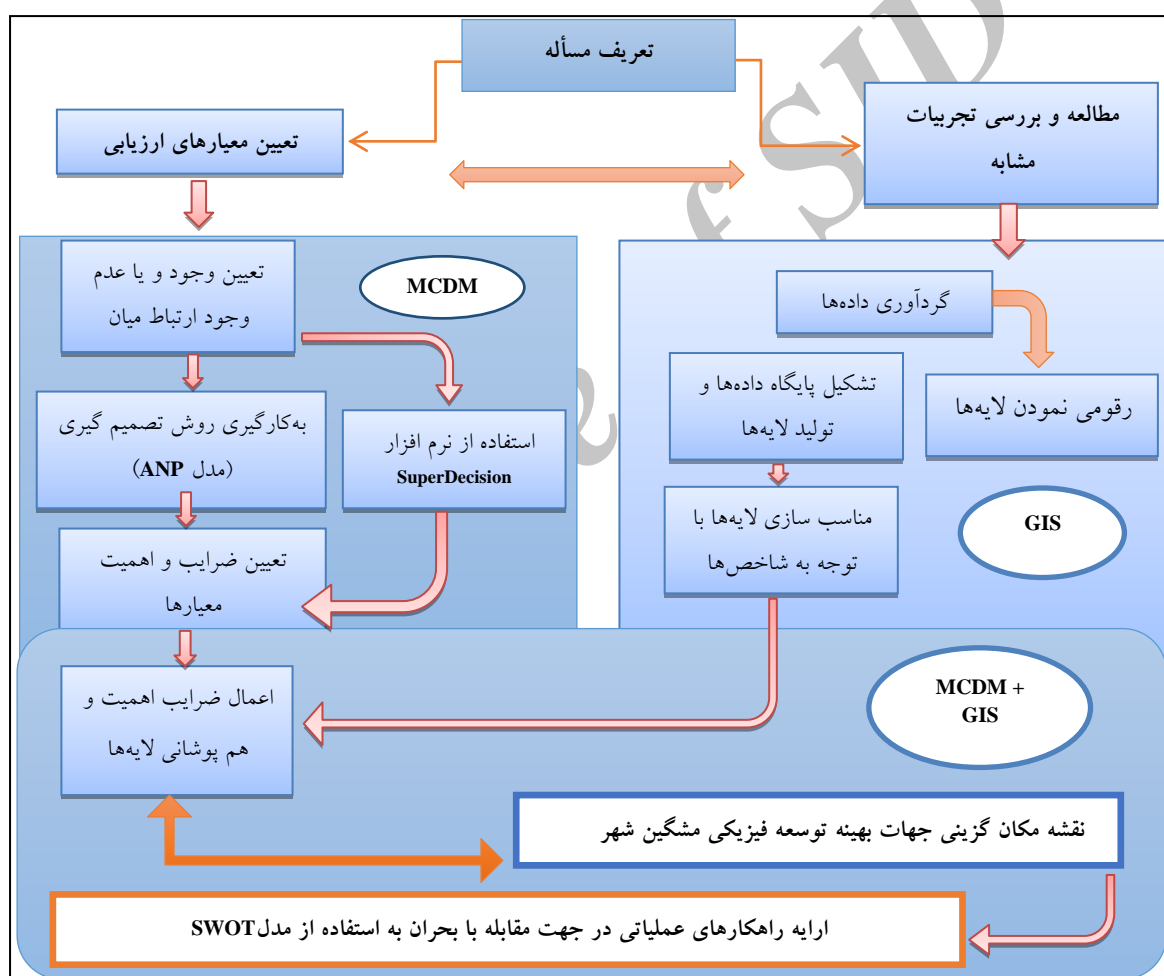 تعریف مسأله
مطالعه و بررسی تجربیات
مشابه
تعیین معیارهای ارزیابی
تعیین وجود و یا عدم
وجود ارتباط میان
MCDM
گردآوری داده‌ها
رقومی نمودن لایه‌ها
تشکیل پایگاه داده‌ها و
تولید لایه‌ها
به‌کارگیری روش تصمیم گیری
(مدل ANP)
استفاده از نرم افزار
SuperDecision
مناسب سازی لایه‌ها با
توجه به شاخص‌ها
GIS
تعیین ضرایب و اهمیت
معیارها
اعمال ضرایب اهمیت و
هم پوشانی لایه‌ها
MCDM +
GIS
نقشه مکان گزینی جهات بهینه توسعه فیزیکی مشگین شهر
ارایه راهکارهای عملیاتی در جهت مقابله با بحران به استفاده از مدلSWOT
f SID